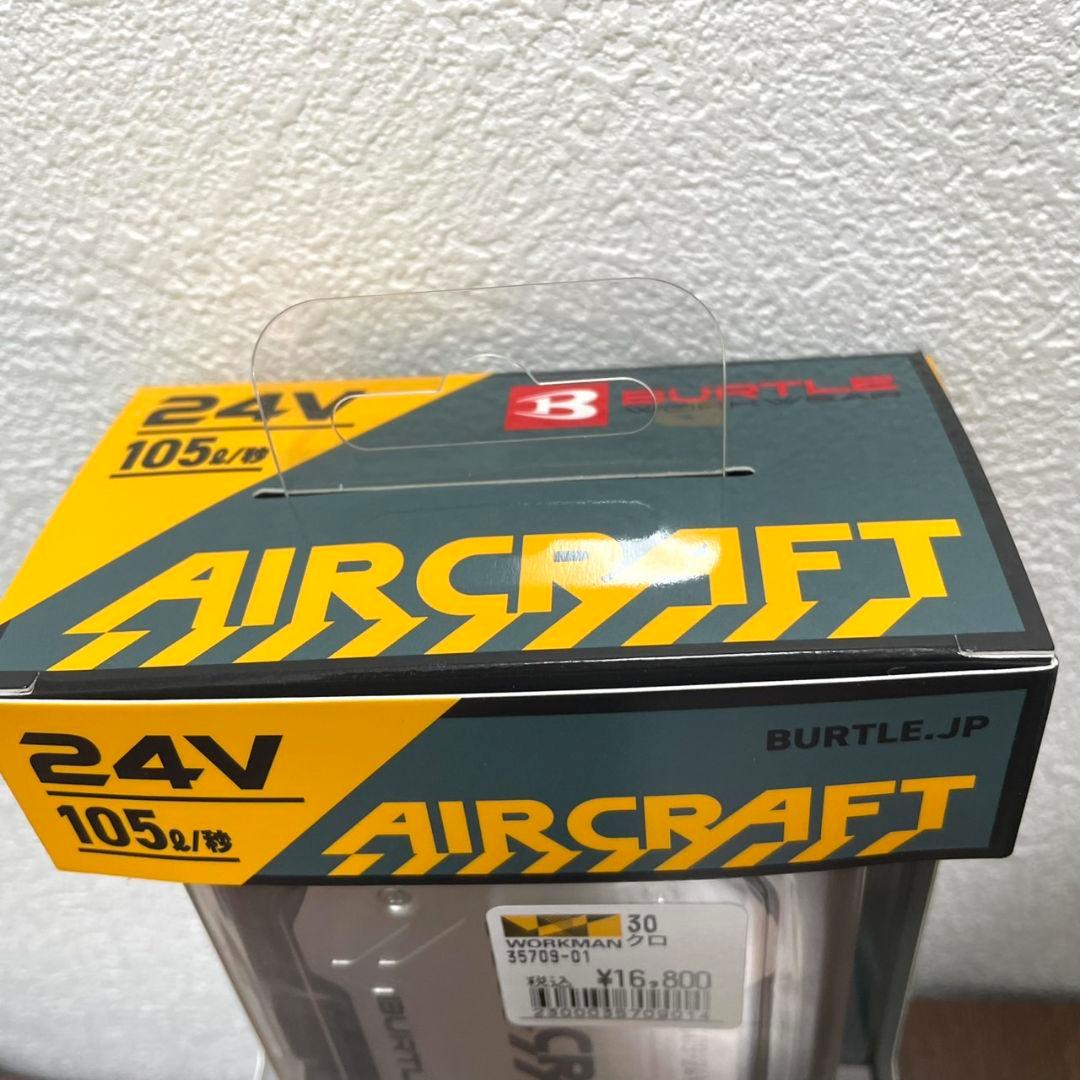 24V
105ℓ/秒
B BURTLE
WORKWEAR
AIRCRAFT
24V
105ℓ/秒
BURTLE.JP
AIRCRAFT
WORKMAN
30
クロ
35709-01
税込 ¥16,800
BURTLE